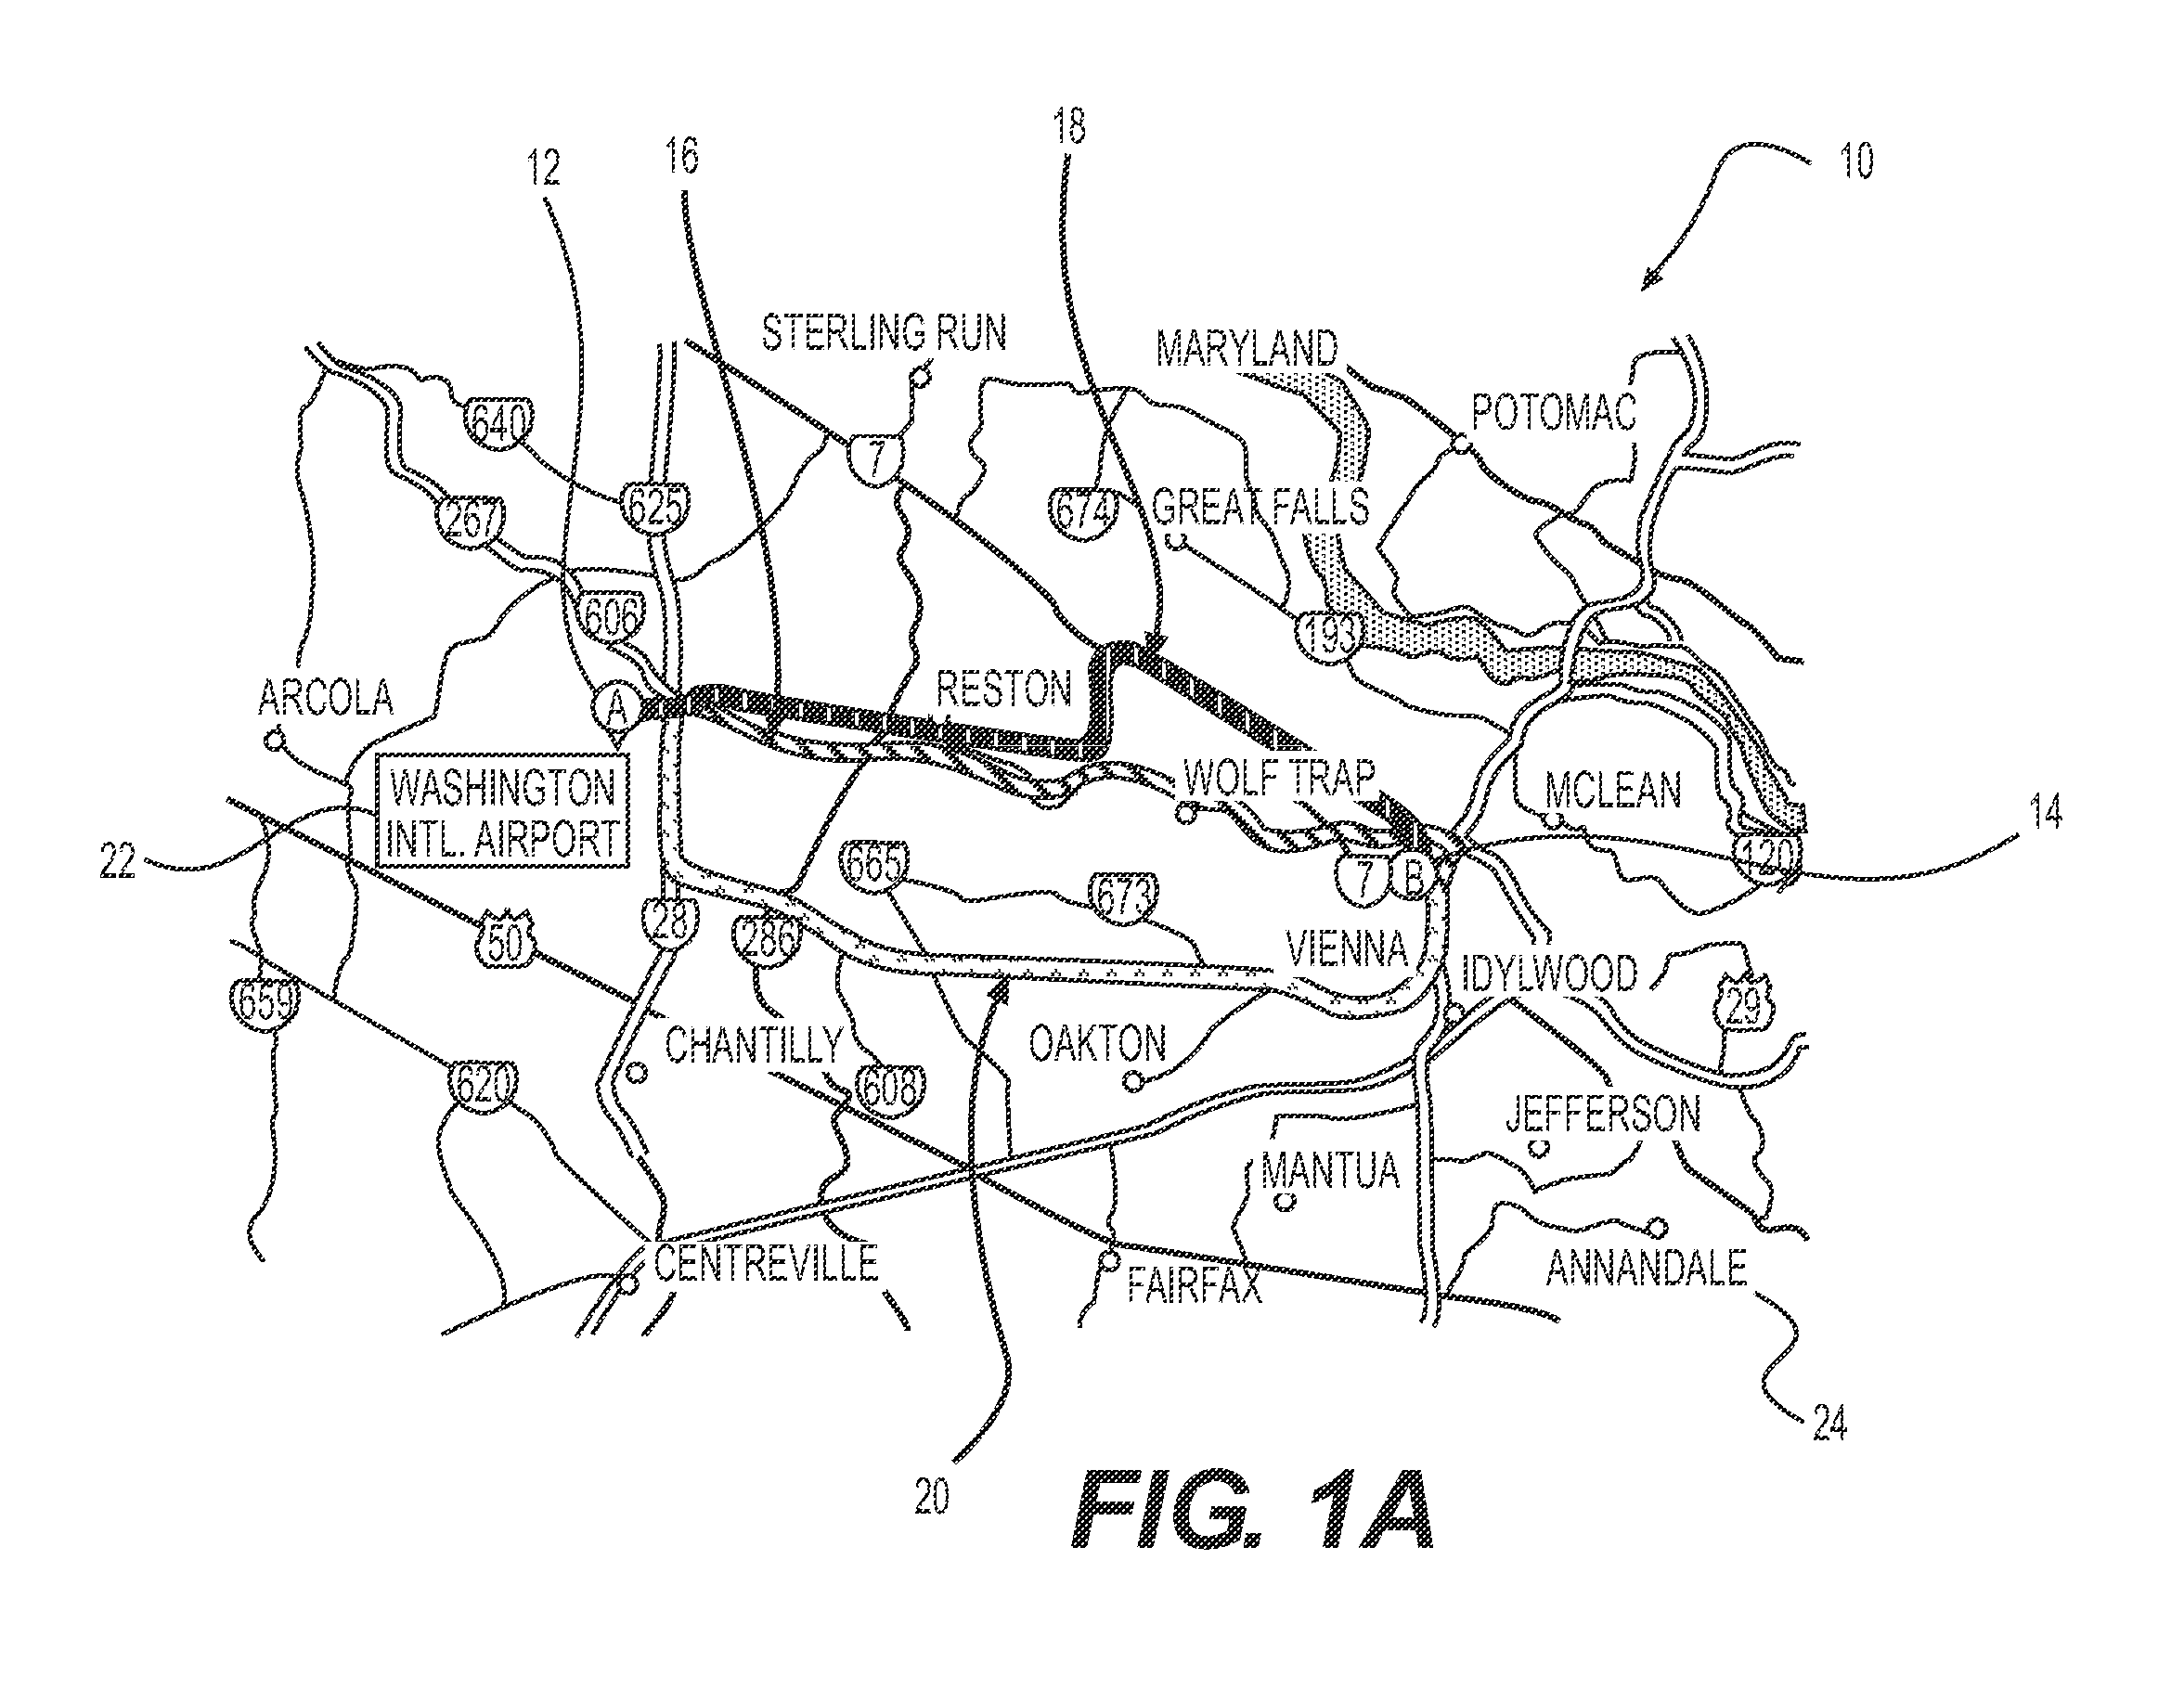 18
12
16
10
STERLING RUN
MARYLAND
POTOMAC
640
7
267
625
674
GREAT FALLS
606
193
ARCOLA
A
RESTON
WASHINGTON
INTL. AIRPORT
WOLF TRAP
MCLEAN
14
22
665
7
B
120
673
50
28
286
VIENNA
IDYLWOOD
659
29
CHANTILLY
OAKTON
620
608
JEFFERSON
MANTUA
CENTREVILLE
FAIRFAX
ANNANDALE
24
20
FIG. 1A